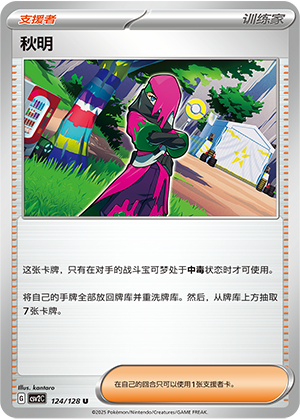 支援者
训练家
秋明
这张卡牌，只有在对手的战斗宝可梦处于中毒状态时才可使用。
将自己的手牌全部放回牌库并重洗牌库。然后，从牌库上方抽取
7张卡牌。
Illus. kantaro
在自己的回合只可以使用1张支援者卡。
G CSV2C 124/128 U
©2025 Pokémon/Nintendo/Creatures/GAME FREAK.